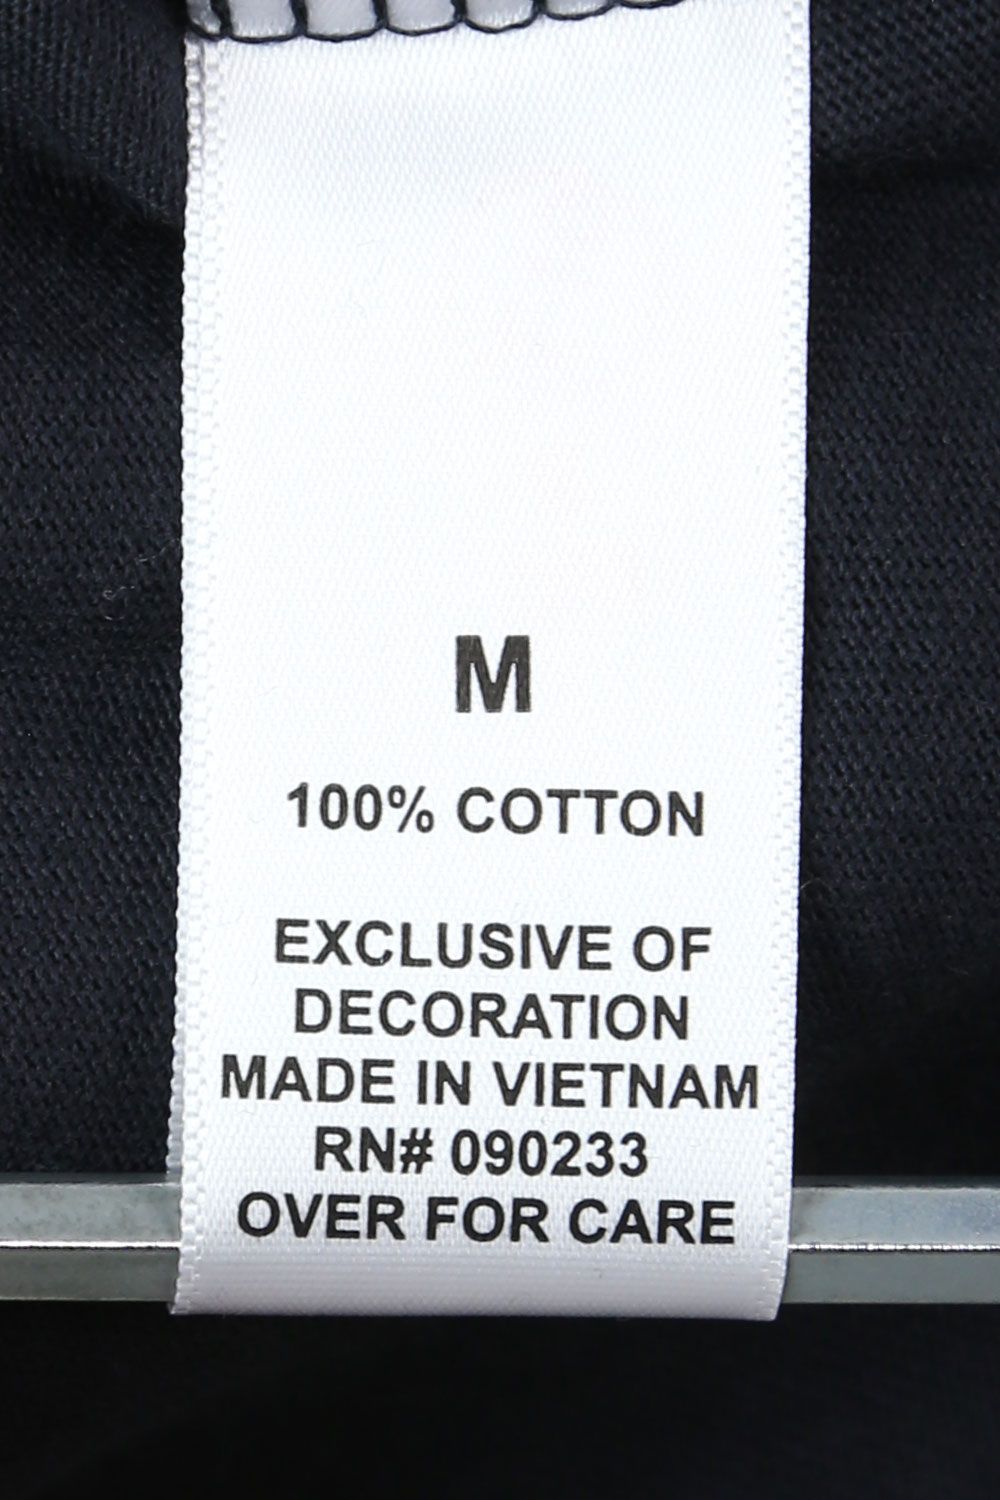 M
100% COTTON
EXCLUSIVE OF
DECORATION
MADE IN VIETNAM
RN# 090233
OVER FOR CARE